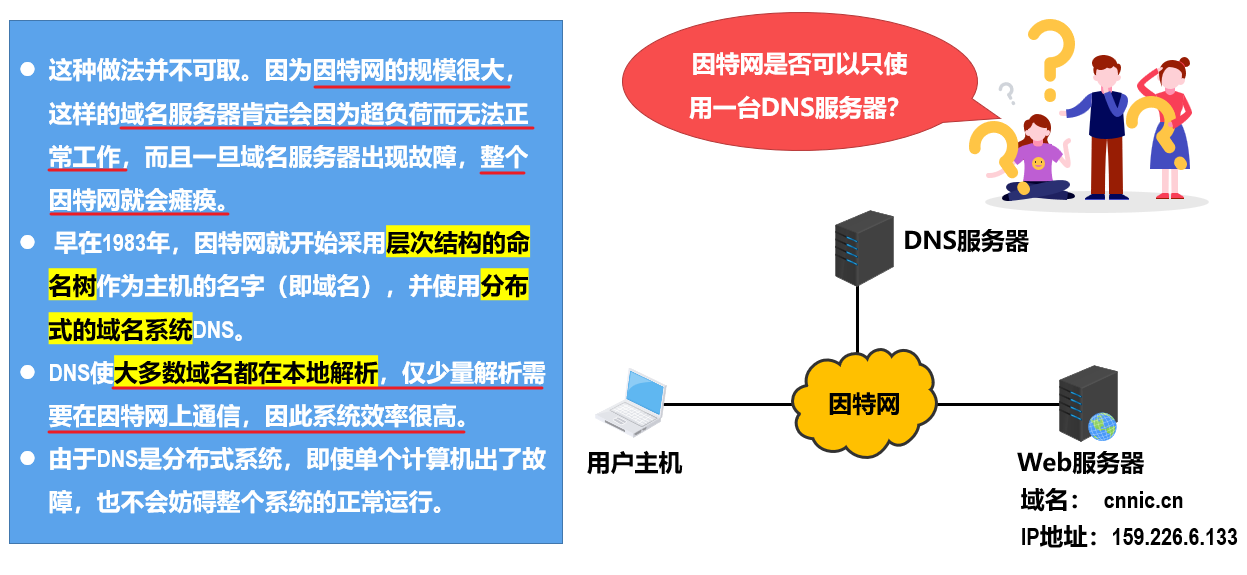 这种做法并不可取。因为因特网的规模很大，
这样的域名服务器肯定会因为超负荷而无法正
常工作，而且一旦域名服务器出现故障，整个
因特网就会瘫痪。
早在1983年，因特网就开始采用层次结构的命
名树作为主机的名字（即域名），并使用分布
式的域名系统DNS。
DNS使大多数域名都在本地解析，仅少量解析需
要在因特网上通信，因此系统效率很高。
由于DNS是分布式系统，即使单个计算机出了故
障，也不会妨碍整个系统的正常运行。
因特网是否可以只使
用一台DNS服务器？
DNS服务器
因特网
用户主机
Web服务器
域名： cnnic.cn
IP地址：159.226.6.133